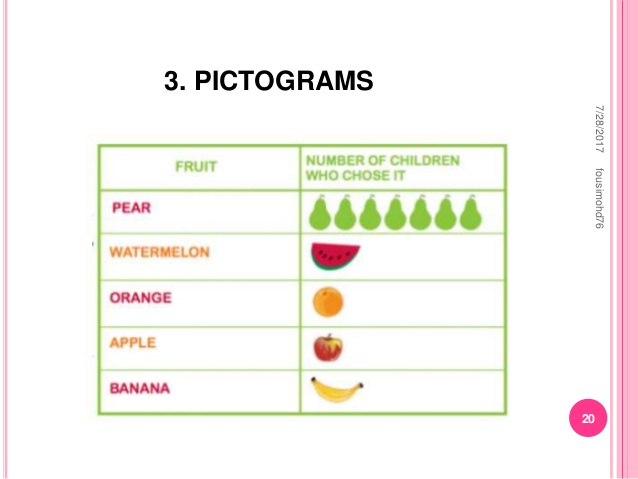 3. PICTOGRAMS
FRUIT
NUMBER OF CHILDREN
WHO CHOSE IT
PEAR
WATERMELON
ORANGE
APPLE
BANANA
7/28/2017 fousimohd76
20